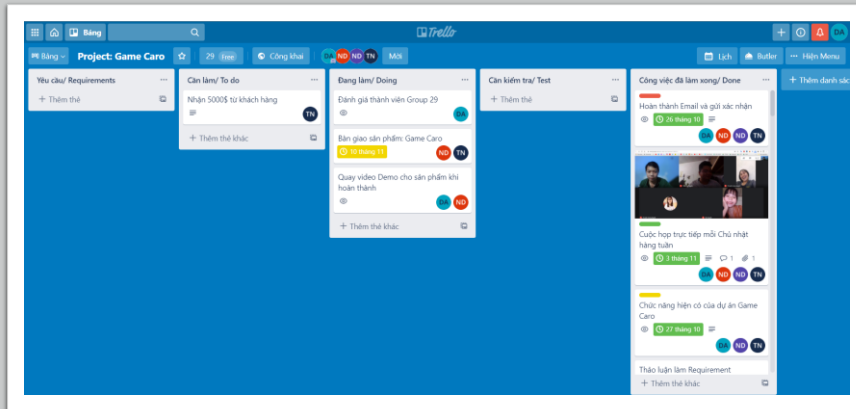 Bảng
Trello
DA
Bảng
Project: Game Caro
29 Free
Công khai
DA ND ND TN
Mời
Lịch
Butler
Hiện Menu
Yêu cầu/ Requirements
+ Thêm thẻ
Cần làm/ To do
Nhận 5000$ từ khách hàng
TN
+ Thêm thẻ khác
Đang làm/ Doing
Đánh giá thành viên Group 29
DA
Bàn giao sản phẩm: Game Caro
10 tháng 11
ND TN
Quay video Demo cho sản phẩm khi
hoàn thành
DA ND
+ Thêm thẻ khác
Cần kiểm tra/ Test
+ Thêm thẻ
Công việc đã làm xong/ Done
Hoàn thành Email và gửi xác nhận
26 tháng 10
DA ND ND TN
Cuộc họp trực tiếp mỗi Chủ nhật
hàng tuần
3 tháng 11 1 1
DA ND ND TN
Chức năng hiện có của dự án Game
Caro
27 tháng 10
DA ND TN
Thảo luận làm Requirement
+ Thêm thẻ khác
+ Thêm danh sác